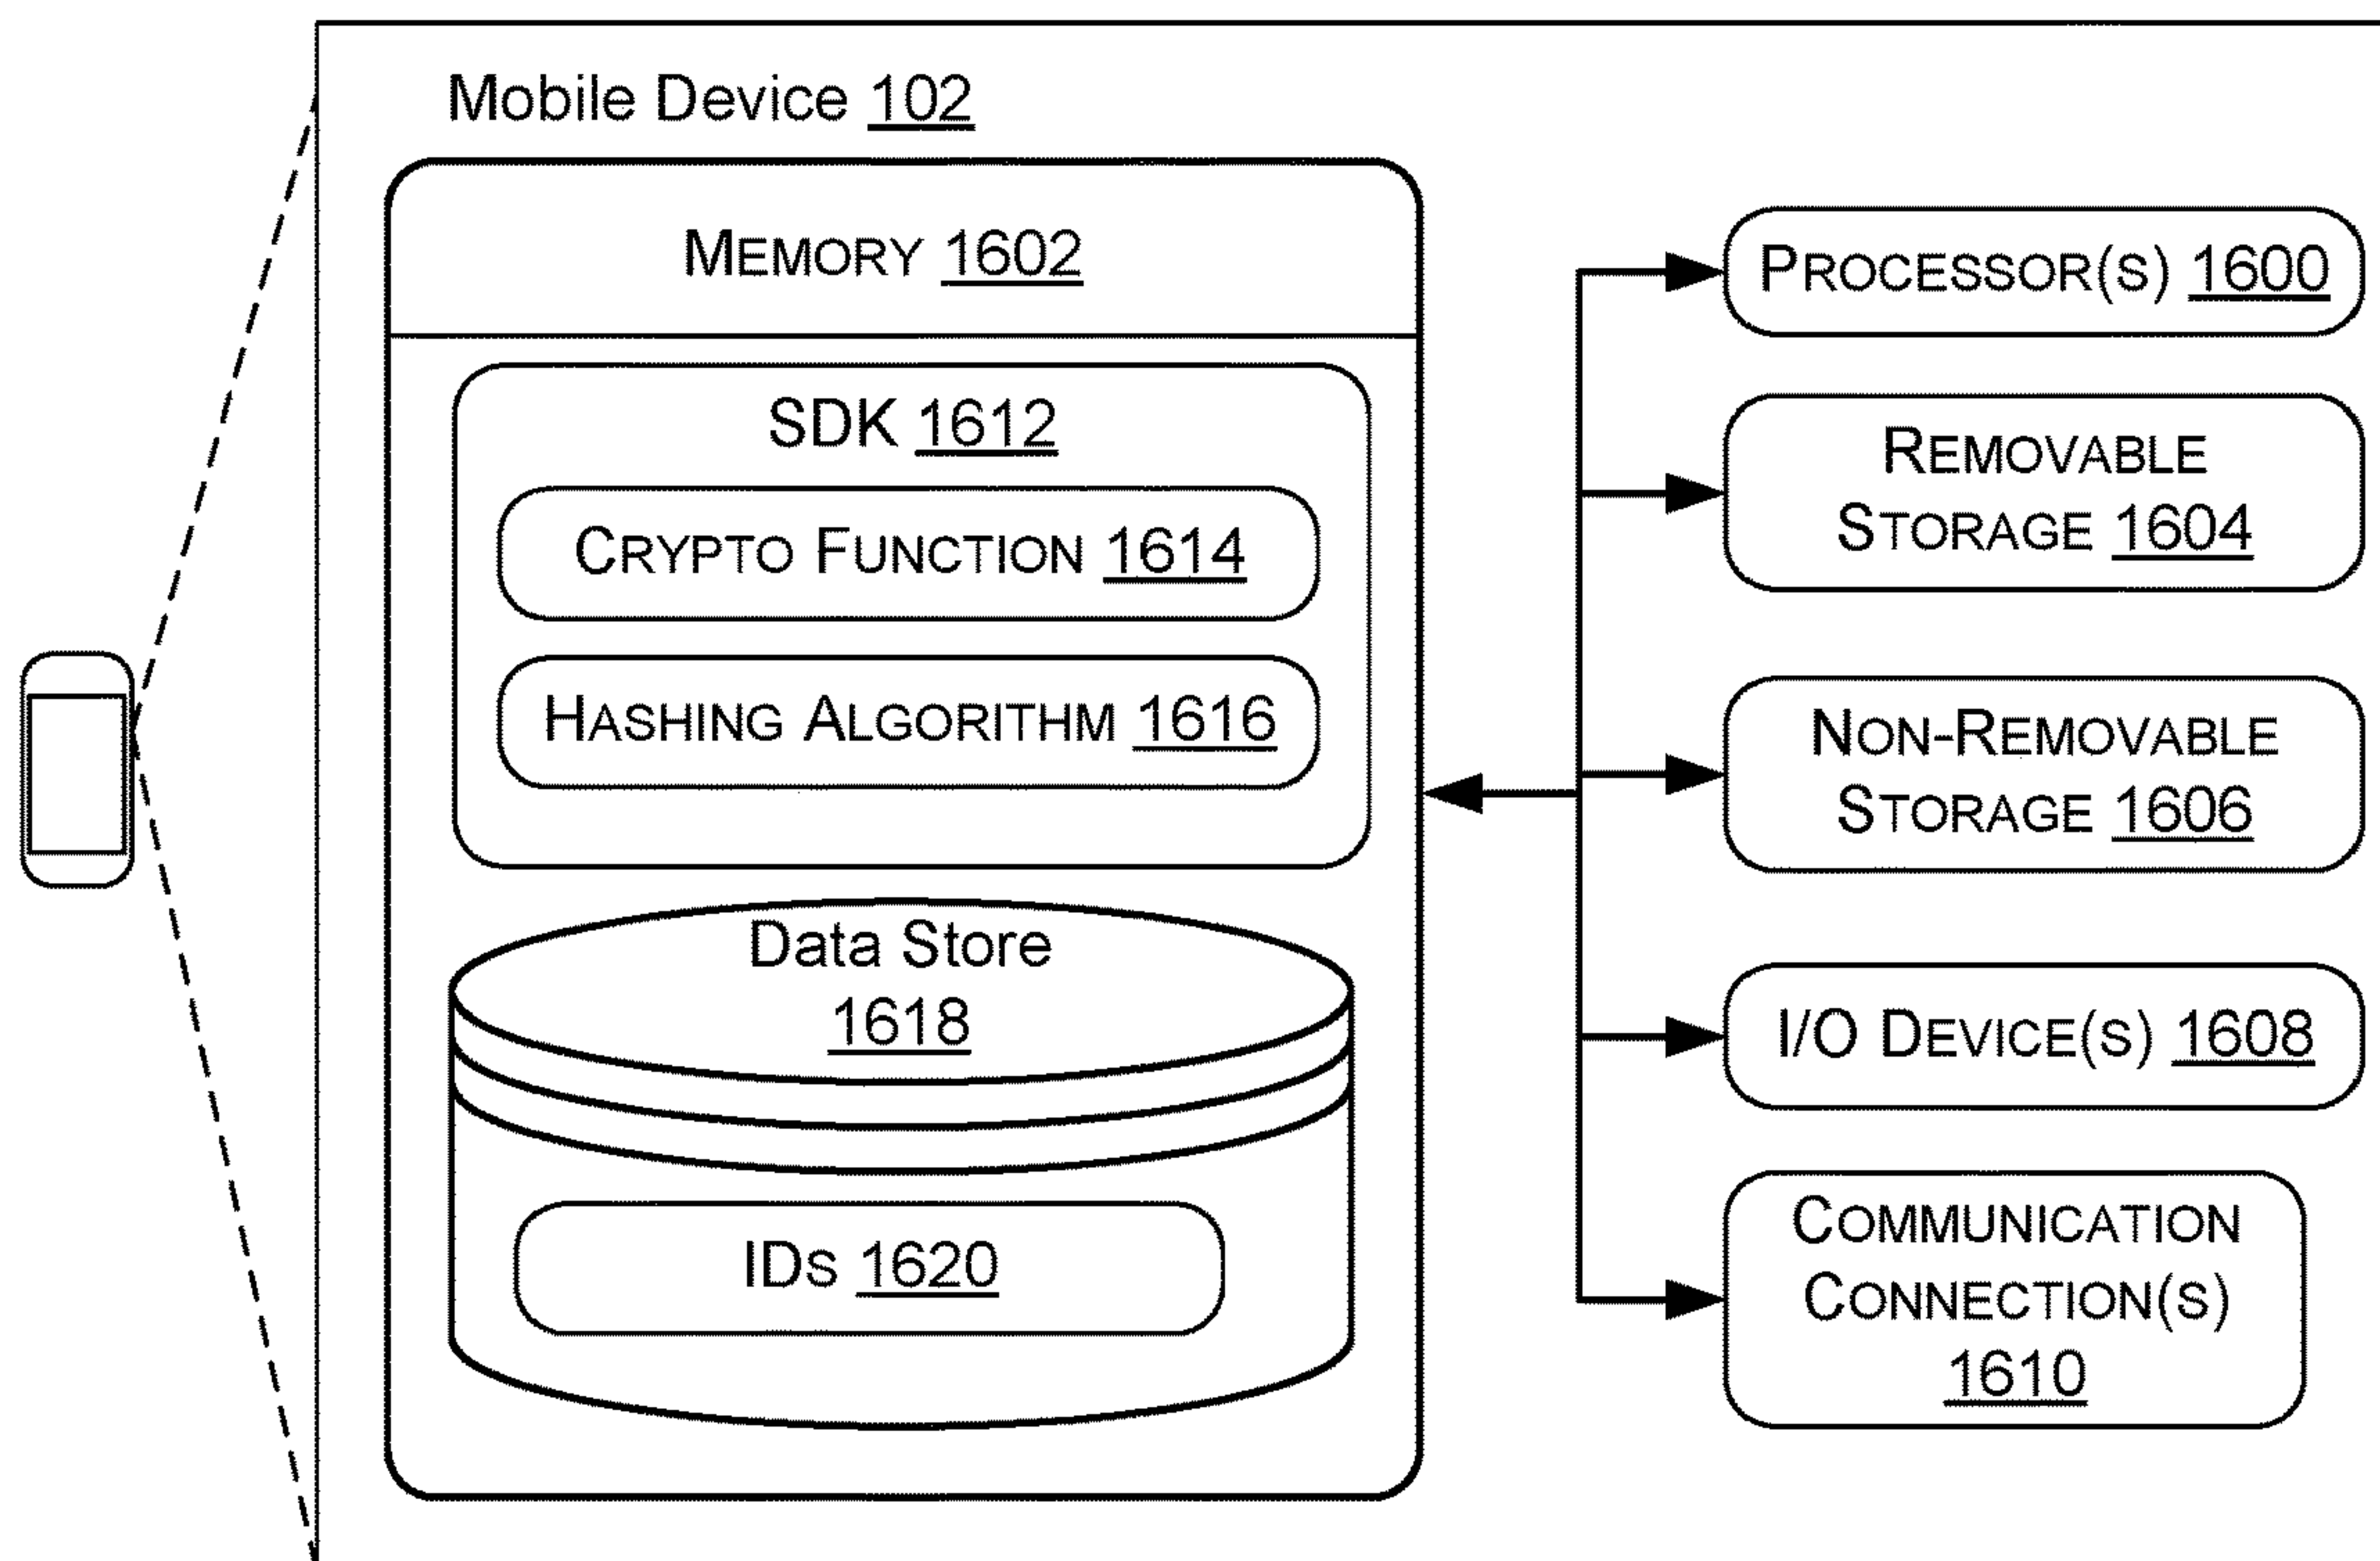 Mobile Device 102
MEMORY 1602
SDK 1612
CRYPTO FUNCTION 1614
HASHING ALGORITHM 1616
Data Store
1618
IDs 1620
PROCESSOR(S) 1600
REMOVABLE
STORAGE 1604
NON-REMOVABLE
STORAGE 1606
I/O DEVICE(S) 1608
COMMUNICATION
CONNECTION(S)
1610